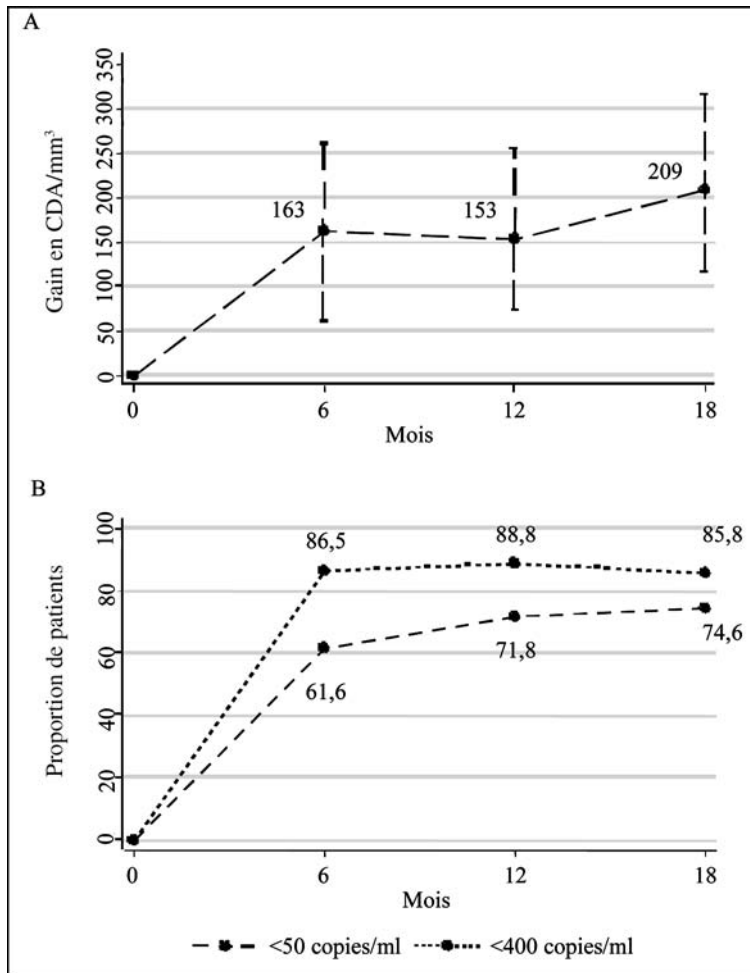 A
Gain en CDA/mm³
350
300
250
200
150
100
50
0
163
153
209
0 6 12 18
Mois
B
Proportion de patients
100
80
60
40
20
0
86,5 88,8 85,8
61,6 71,8 74,6
0 6 12 18
Mois
<50 copies/ml <400 copies/ml